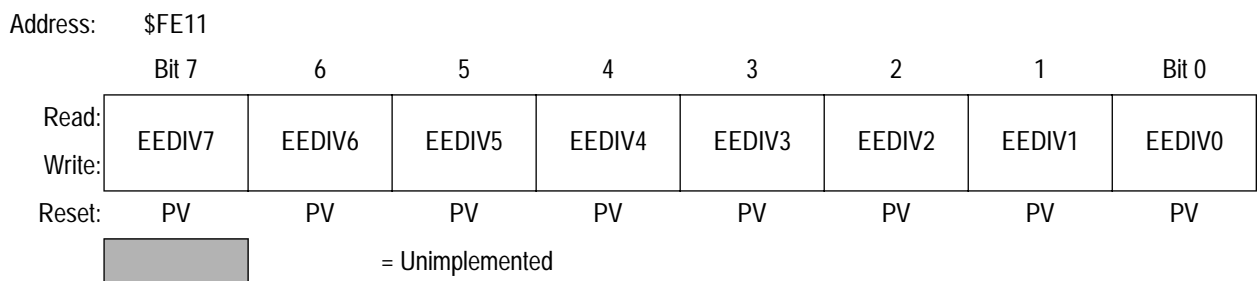 Address: $FE11
Bit 7 6 5 4 3 2 1 Bit 0
Read:
EEDIV7 EEDIV6 EEDIV5 EEDIV4 EEDIV3 EEDIV2 EEDIV1 EEDIV0
Write:
Reset: PV PV PV PV PV PV PV PV
= Unimplemented